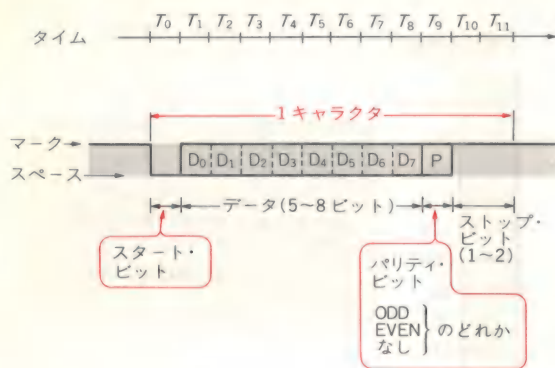 T₀ T₁ T₂ T₃ T₄ T₅ T₆ T₇ T₈ T₉ T₁₀ T₁₁
タイム
1キャラクタ
マーク
D₀ D₁ D₂ D₃ D₄ D₅ D₆ D₇ P
スペース
データ(5~8ビット)
ストップ・
ビット
(1~2)
スタート・
ビット
パリティ・
ビット
ODD
EVEN のどれか
なし